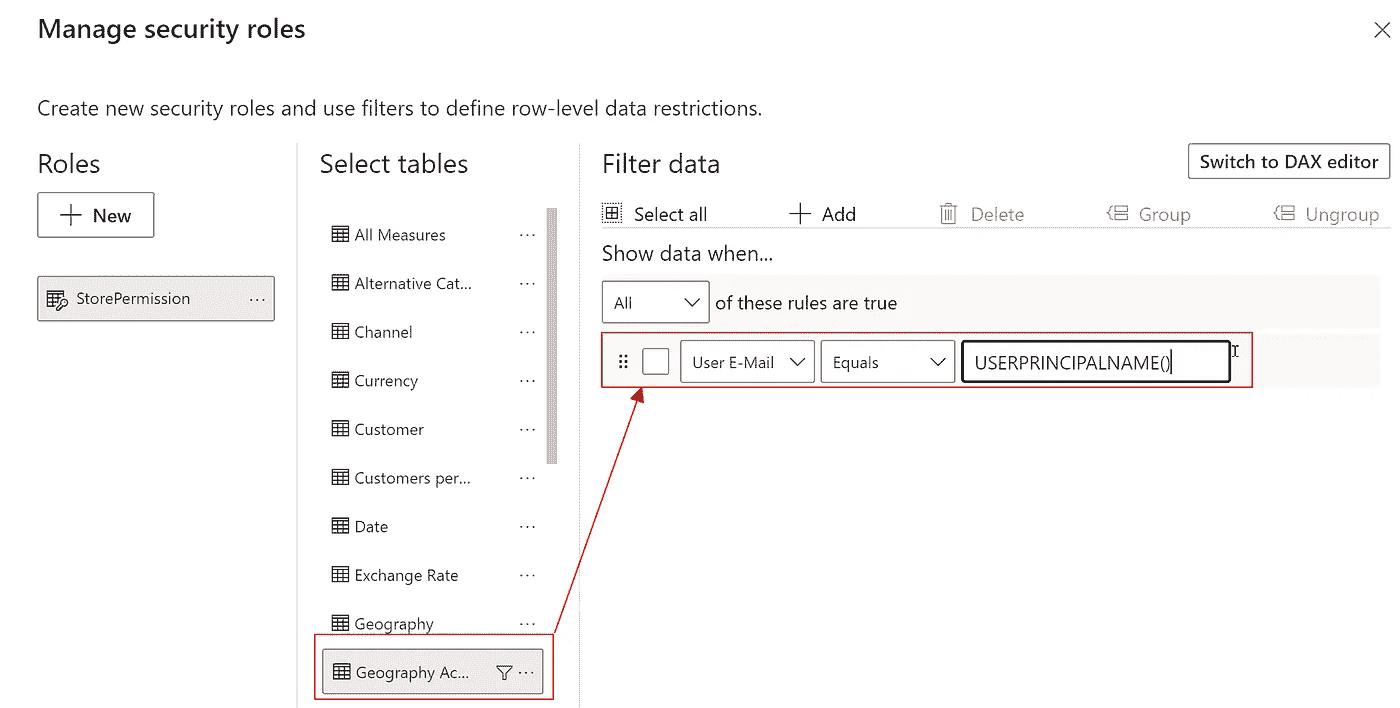 Manage security roles
Create new security roles and use filters to define row-level data restrictions.
Roles
New
StorePermission
Select tables
All Measures
Alternative Cat...
Channel
Currency
Customer
Customers per...
Date
Exchange Rate
Geography
Geography Ac...
Filter data
Switch to DAX editor
Select all Add Delete Group Ungroup
Show data when...
All of these rules are true
User E-Mail Equals USERPRINCIPALNAME()